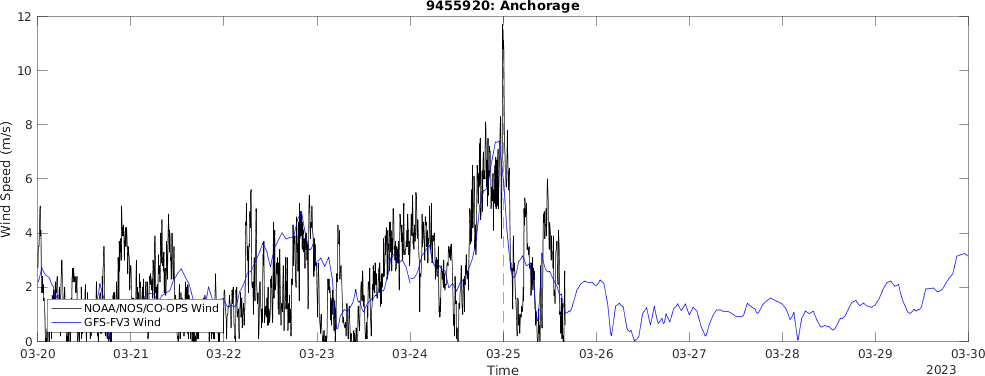 9455920: Anchorage
12
10
8
6
4
2
0
Wind Speed (m/s)
NOAA/NOS/CO-OPS Wind
GFS-FV3 Wind
03-20 03-21 03-22 03-23 03-24 03-25 03-26 03-27 03-28 03-29 03-30
Time
2023